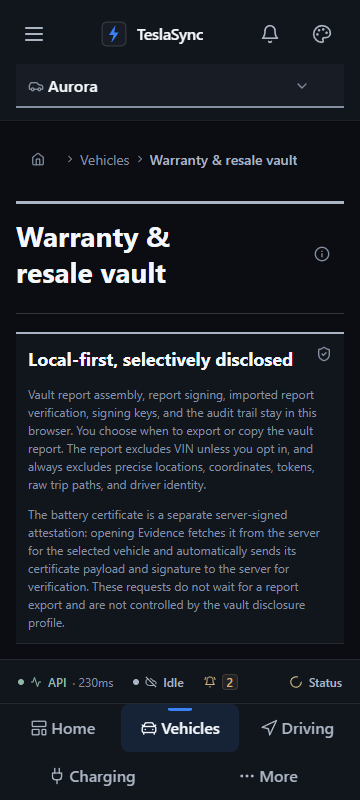 TeslaSync
Aurora
Vehicles
Warranty & resale vault
Warranty &
resale vault
Local-first, selectively disclosed
Vault report assembly, report signing, imported report
verification, signing keys, and the audit trail stay in this
browser. You choose when to export or copy the vault
report. The report excludes VIN unless you opt in, and
always excludes precise locations, coordinates, tokens,
raw trip paths, and driver identity.
The battery certificate is a separate server-signed
attestation: opening Evidence fetches it from the server
for the selected vehicle and automatically sends its
certificate payload and signature to the server for
verification. These requests do not wait for a report
export and are not controlled by the vault disclosure
profile.
API · 230ms Idle 2 Status
Home Vehicles Driving
Charging More